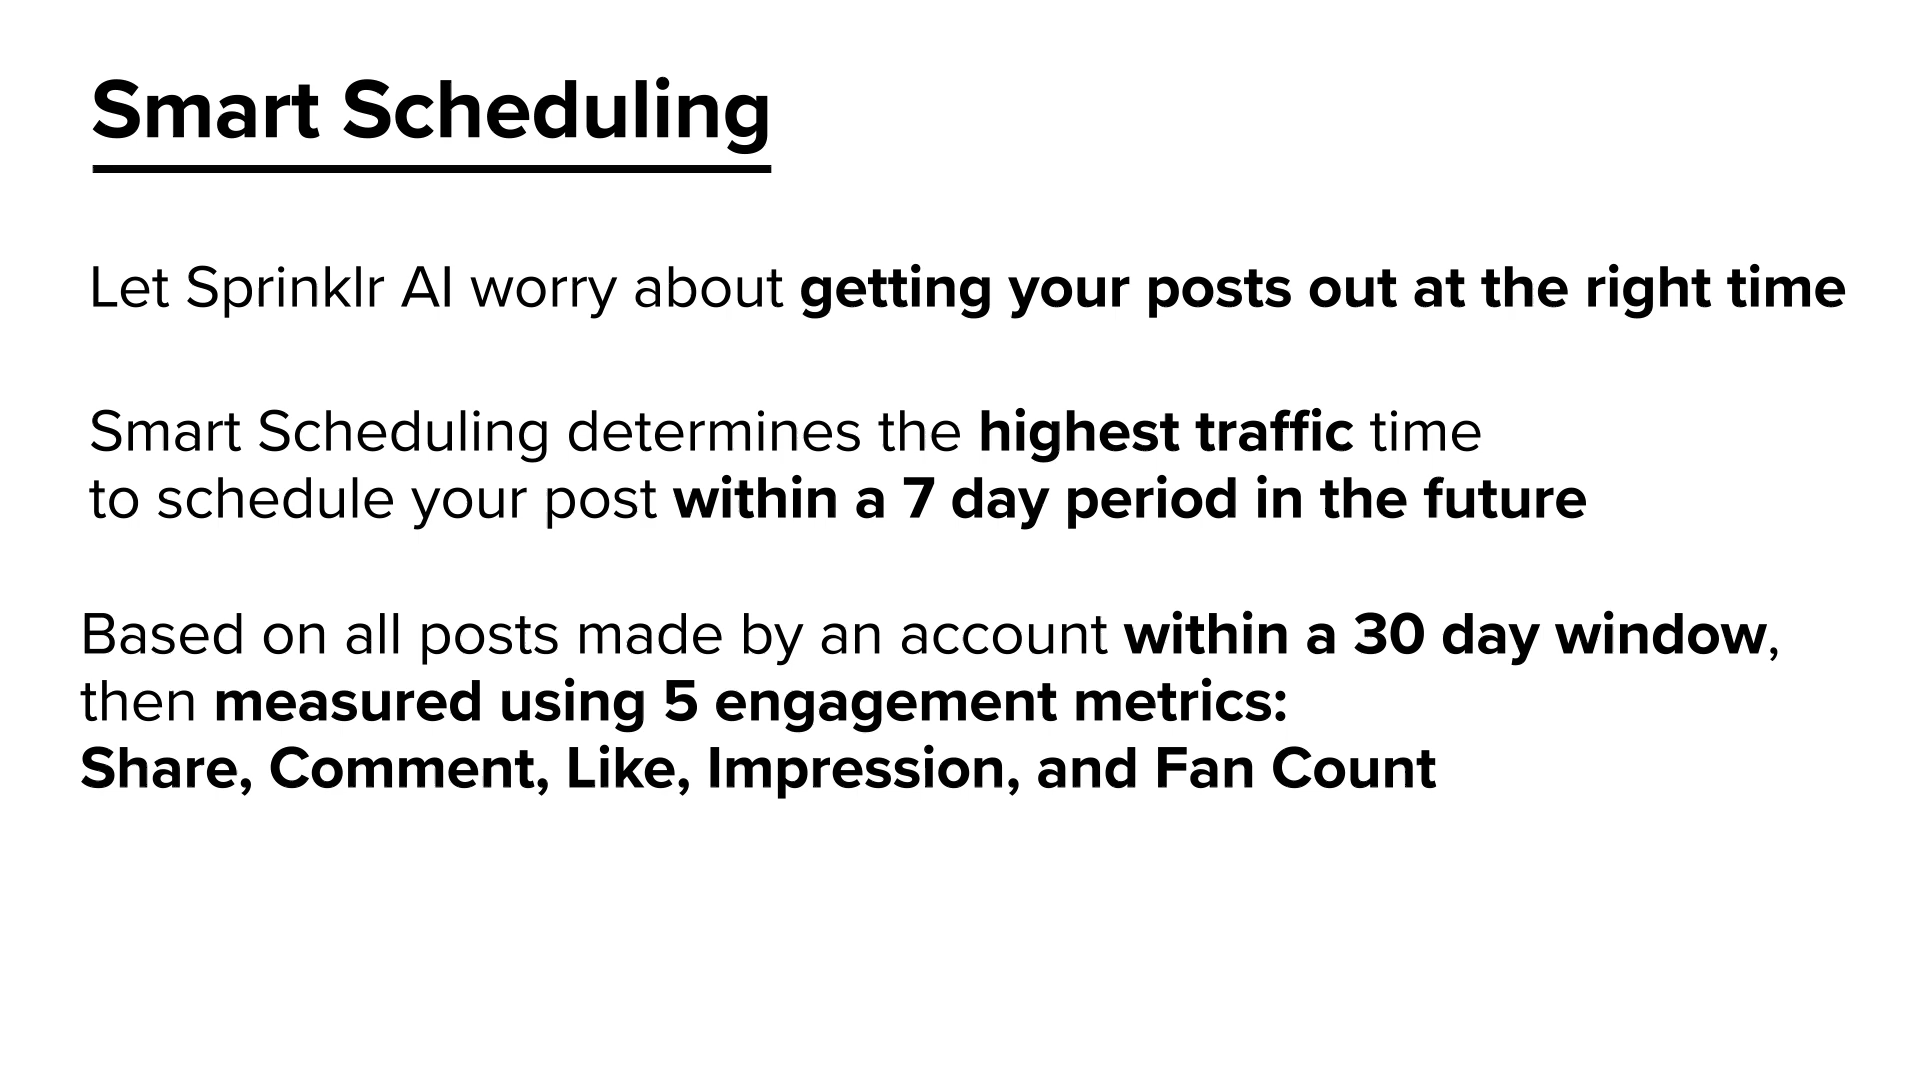 Smart Scheduling
Let Sprinklr AI worry about getting your posts out at the right time
Smart Scheduling determines the highest traffic time
to schedule your post within a 7 day period in the future
Based on all posts made by an account within a 30 day window,
then measured using 5 engagement metrics:
Share, Comment, Like, Impression, and Fan Count